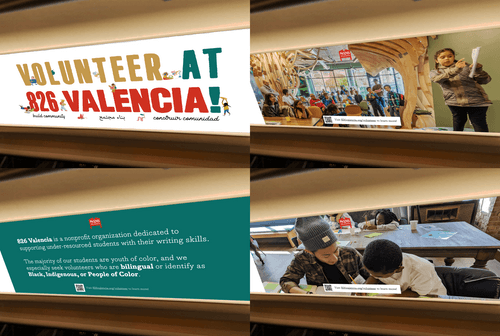 VOLUNTEER AT
826 VALENCIA!
build community
construir comunidad
826 Valencia is a nonprofit organization dedicated to
supporting under-resourced students with their writing skills.
The majority of our students are youth of color, and we
especially seek volunteers who are bilingual or identify as
Black, Indigenous, or People of Color.